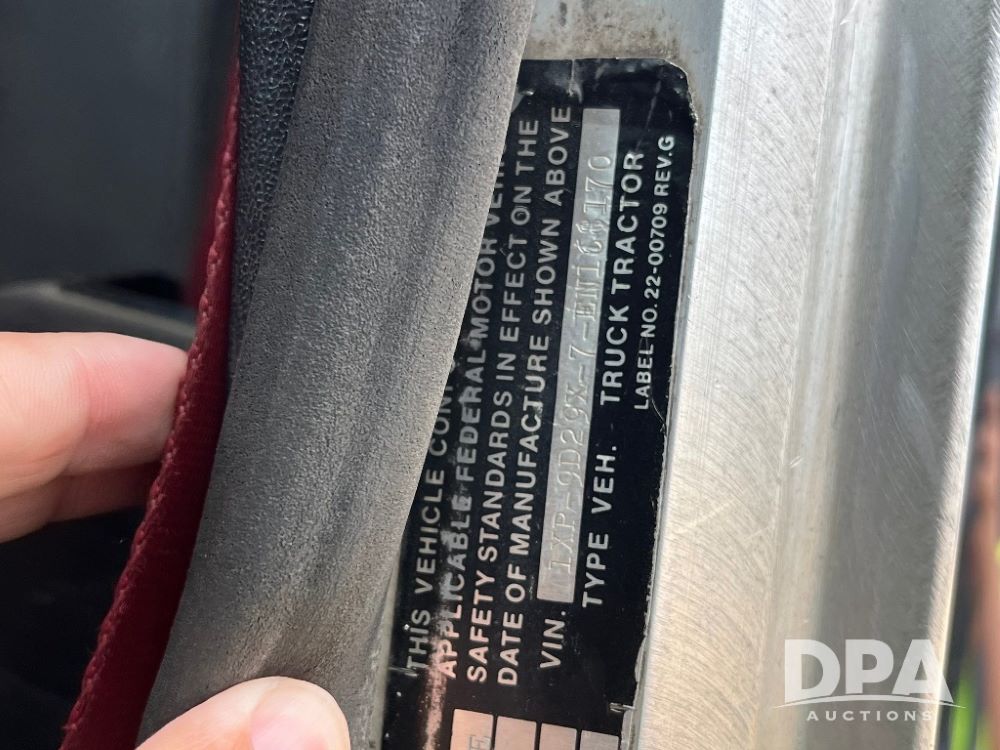 THIS VEHICLE
APPLICABLE FEDERAL MOTOR
SAFETY STANDARDS IN EFFECT ON THE
DATE OF MANUFACTURE SHOWN ABOVE
VIN.
TYPE VEH. TRUCK TRACTOR
LABEL NO. 22-00709 REV.G
DPA
AUCTIONS